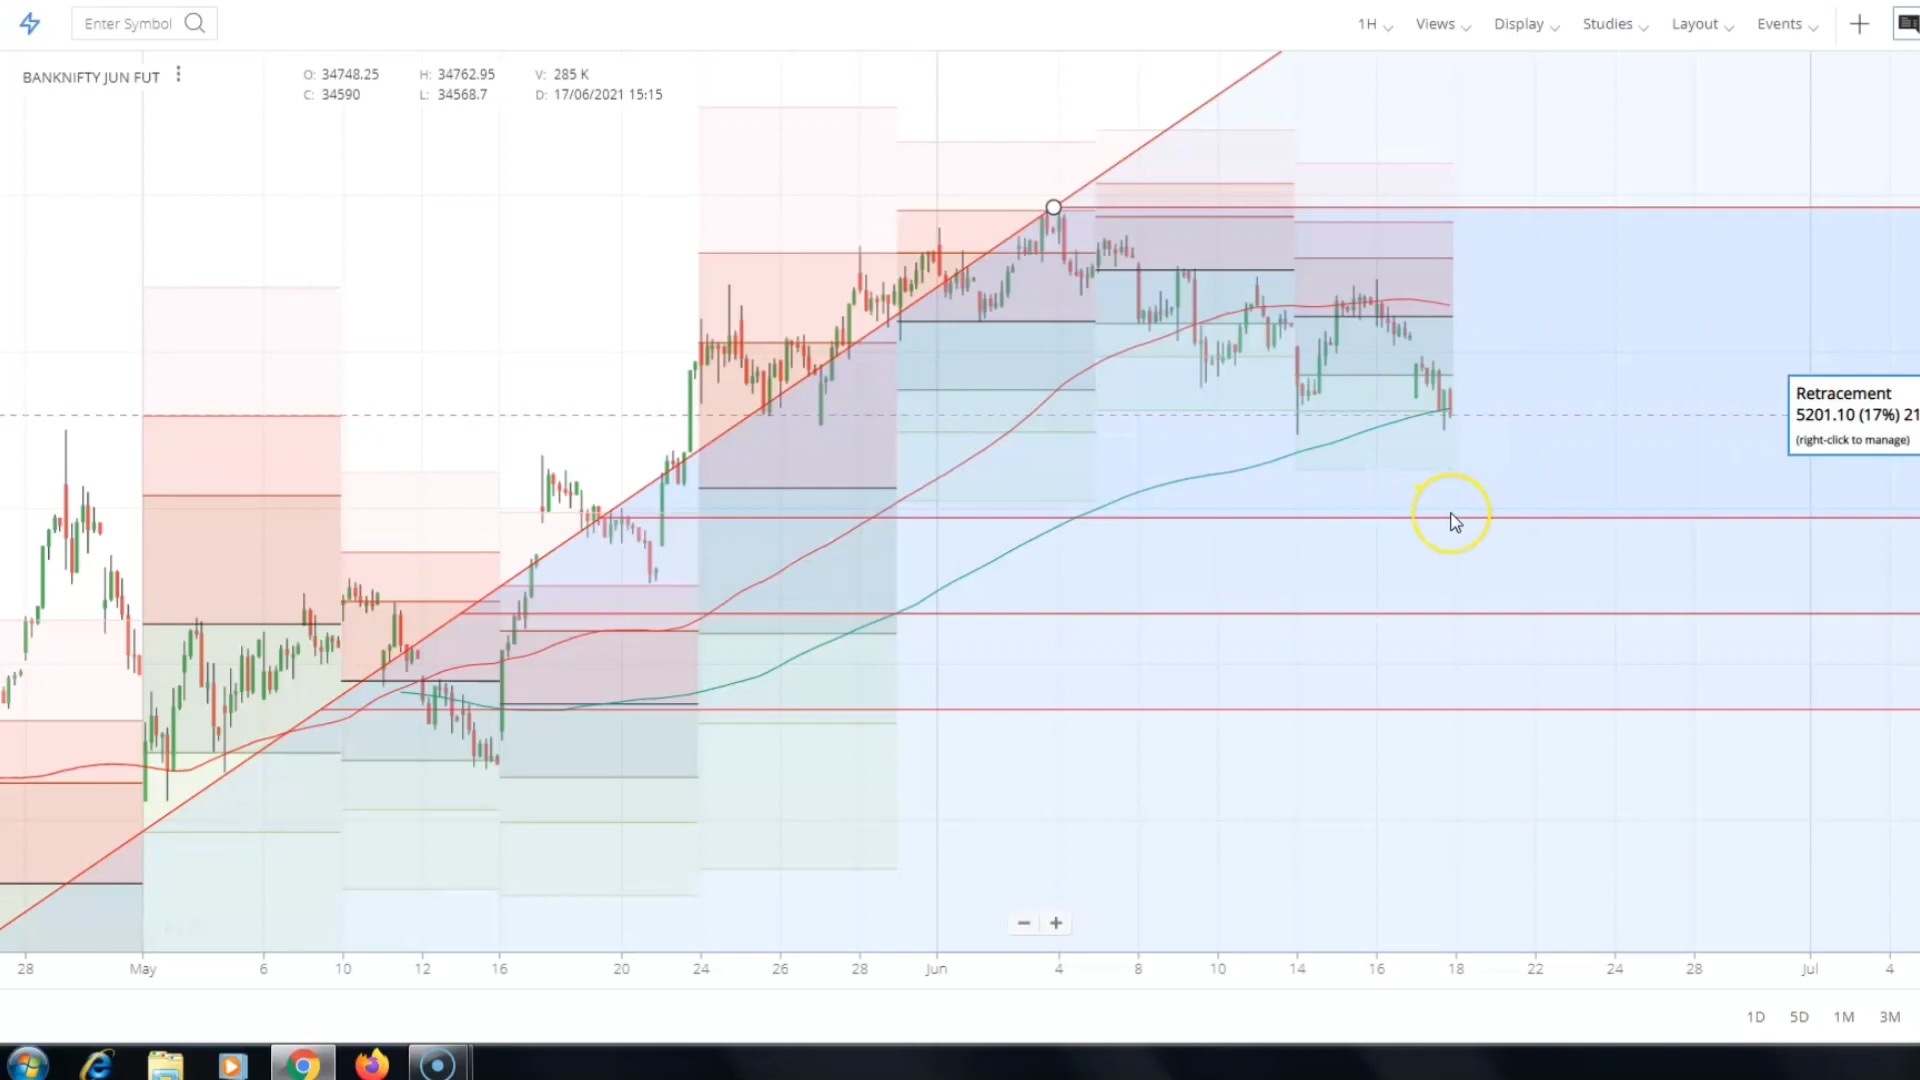 Enter Symbol
1H
Views
Display
Studies
Layout
Events
BANKNIFTY JUN FUT
O: 34748.25 H: 34762.95 V: 285 K
C: 34590 L: 34568.7 D: 17/06/2021 15:15
Retracement
5201.10 (17%) 21
(right-click to manage)
28 May 6 10 12 16 20 24 26 28 Jun 4 8 10 14 16 18 22 24 28 Jul 4
1D 5D 1M 3M